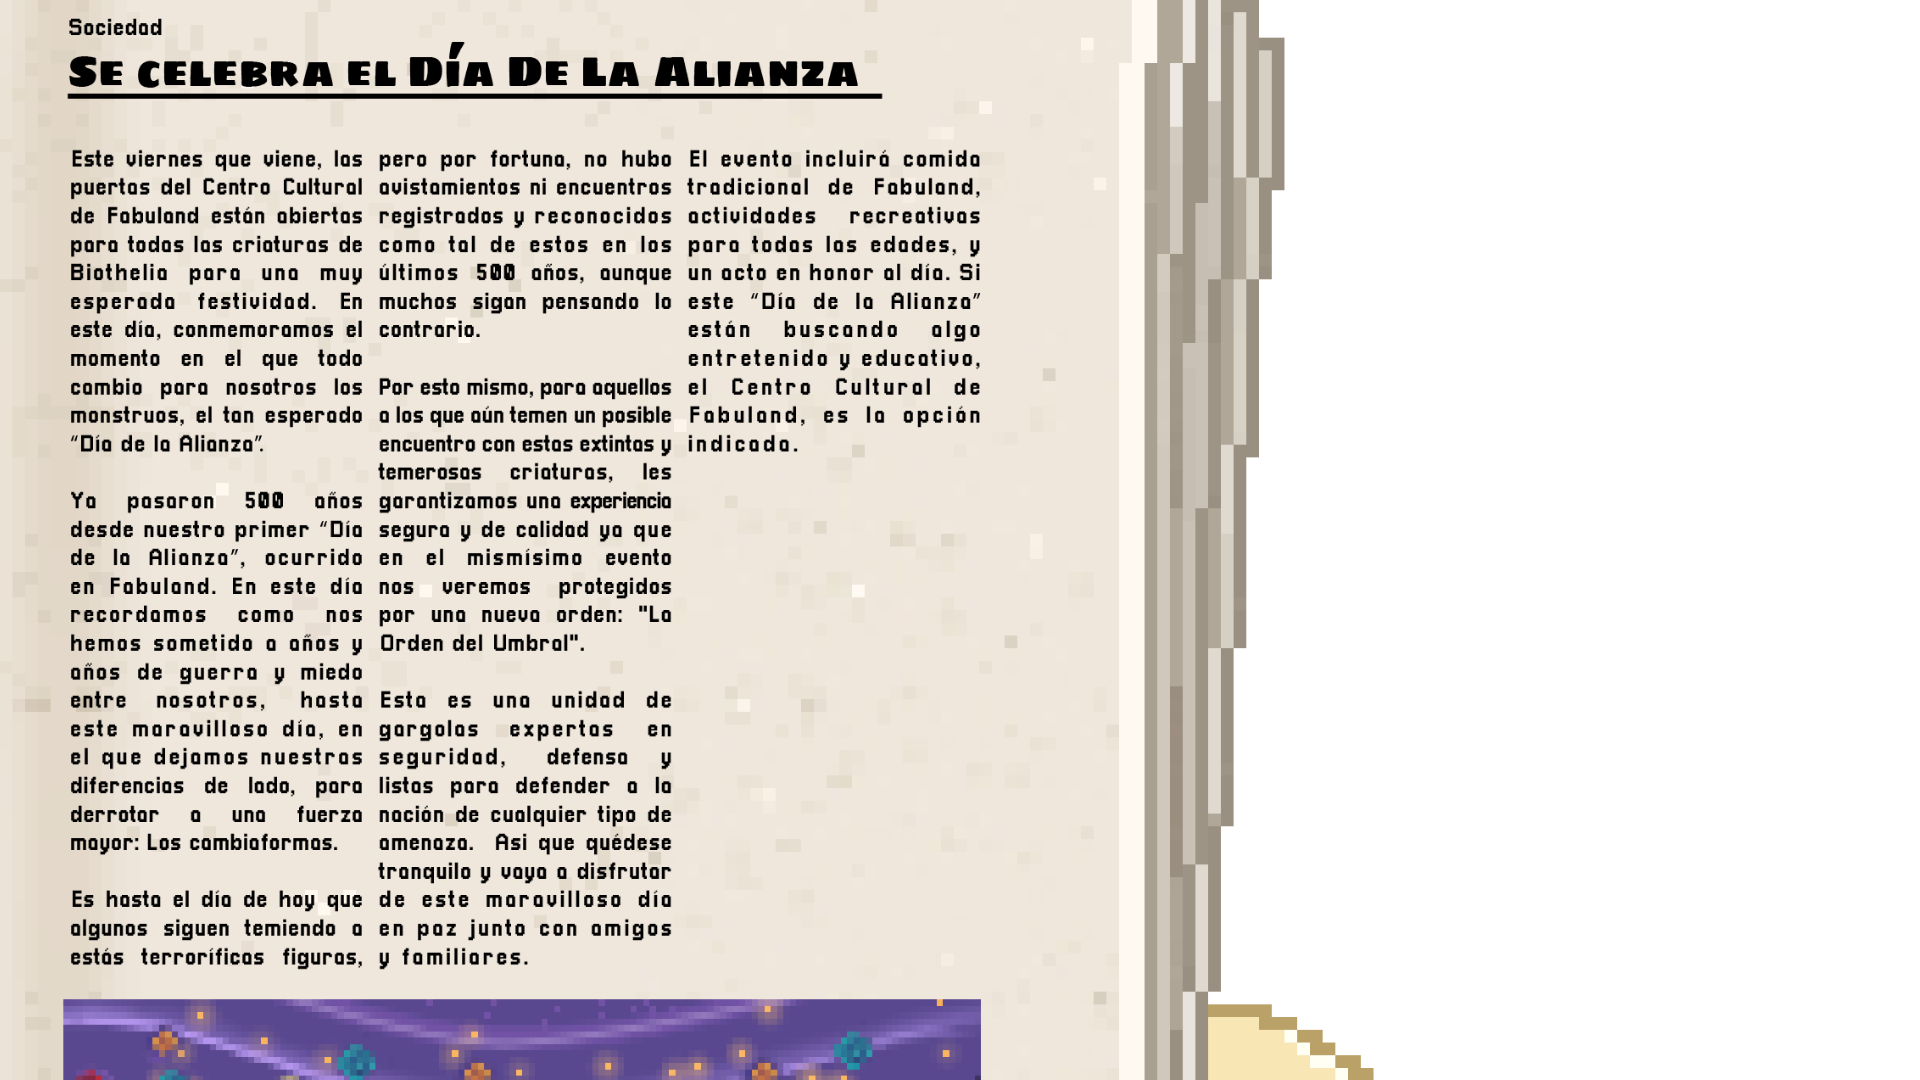 Sociedad
Se celebra el Día De La Alianza
Este viernes que viene, las
puertas del Centro Cultural
de Fabuland están abiertas
para todas las criaturas de
Biothelia para una muy
esperada festividad. En
este día, conmemoramos el
momento en el que todo
cambio para nosotros los
monstruos, el tan esperado
“Día de la Alianza”.
Ya pasaron 500 años
desde nuestro primer “Día
de la Alianza”, ocurrido
en Fabuland. En este día
recordamos como nos
hemos sometido a años y
años de guerra y miedo
entre nosotros, hasta
este maravilloso día, en
el que dejamos nuestras
diferencias de lado, para
derrotar a una fuerza
mayor: Los cambiaformas.
Es hasta el día de hoy que
algunos siguen temiendo a
estás terroríficas figuras,
pero por fortuna, no hubo
avistamientos ni encuentros
registrados y reconocidos
como tal de estos en los
últimos 500 años, aunque
muchos sigan pensando lo
contrario.
Por esto mismo, para aquellos
a los que aún temen un posible
encuentro con estas extintas y
temerosas criaturas, les
garantizamos una experiencia
segura y de calidad ya que
en el mismísimo evento
nos veremos protegidos
por una nueva orden: "La
Orden del Umbral".
Esta es una unidad de
gargolas expertas en
seguridad, defensa y
listas para defender a la
nación de cualquier tipo de
amenaza. Asi que quédese
tranquilo y vaya a disfrutar
de este maravilloso día
en paz junto con amigos
y familiares.
El evento incluirá comida
tradicional de Fabuland,
actividades recreativas
para todas las edades, y
un acto en honor al día. Si
este “Día de la Alianza”
están buscando algo
entretenido y educativo,
el Centro Cultural de
Fabuland, es la opción
indicada.